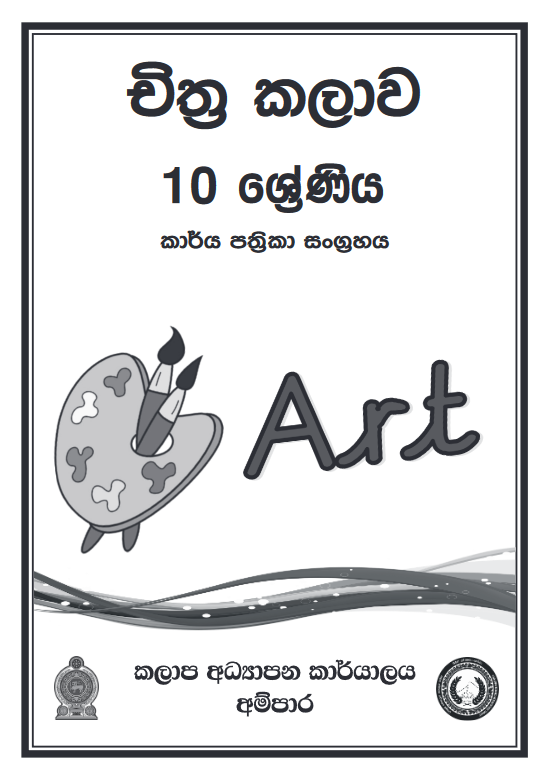 චිත්‍ර කලාව
10 ශ්‍රේණිය
කාර්ය පත්‍රිකා සංග්‍රහය
Art
කලාප අධ්‍යාපන කාර්යාලය
අම්පාර